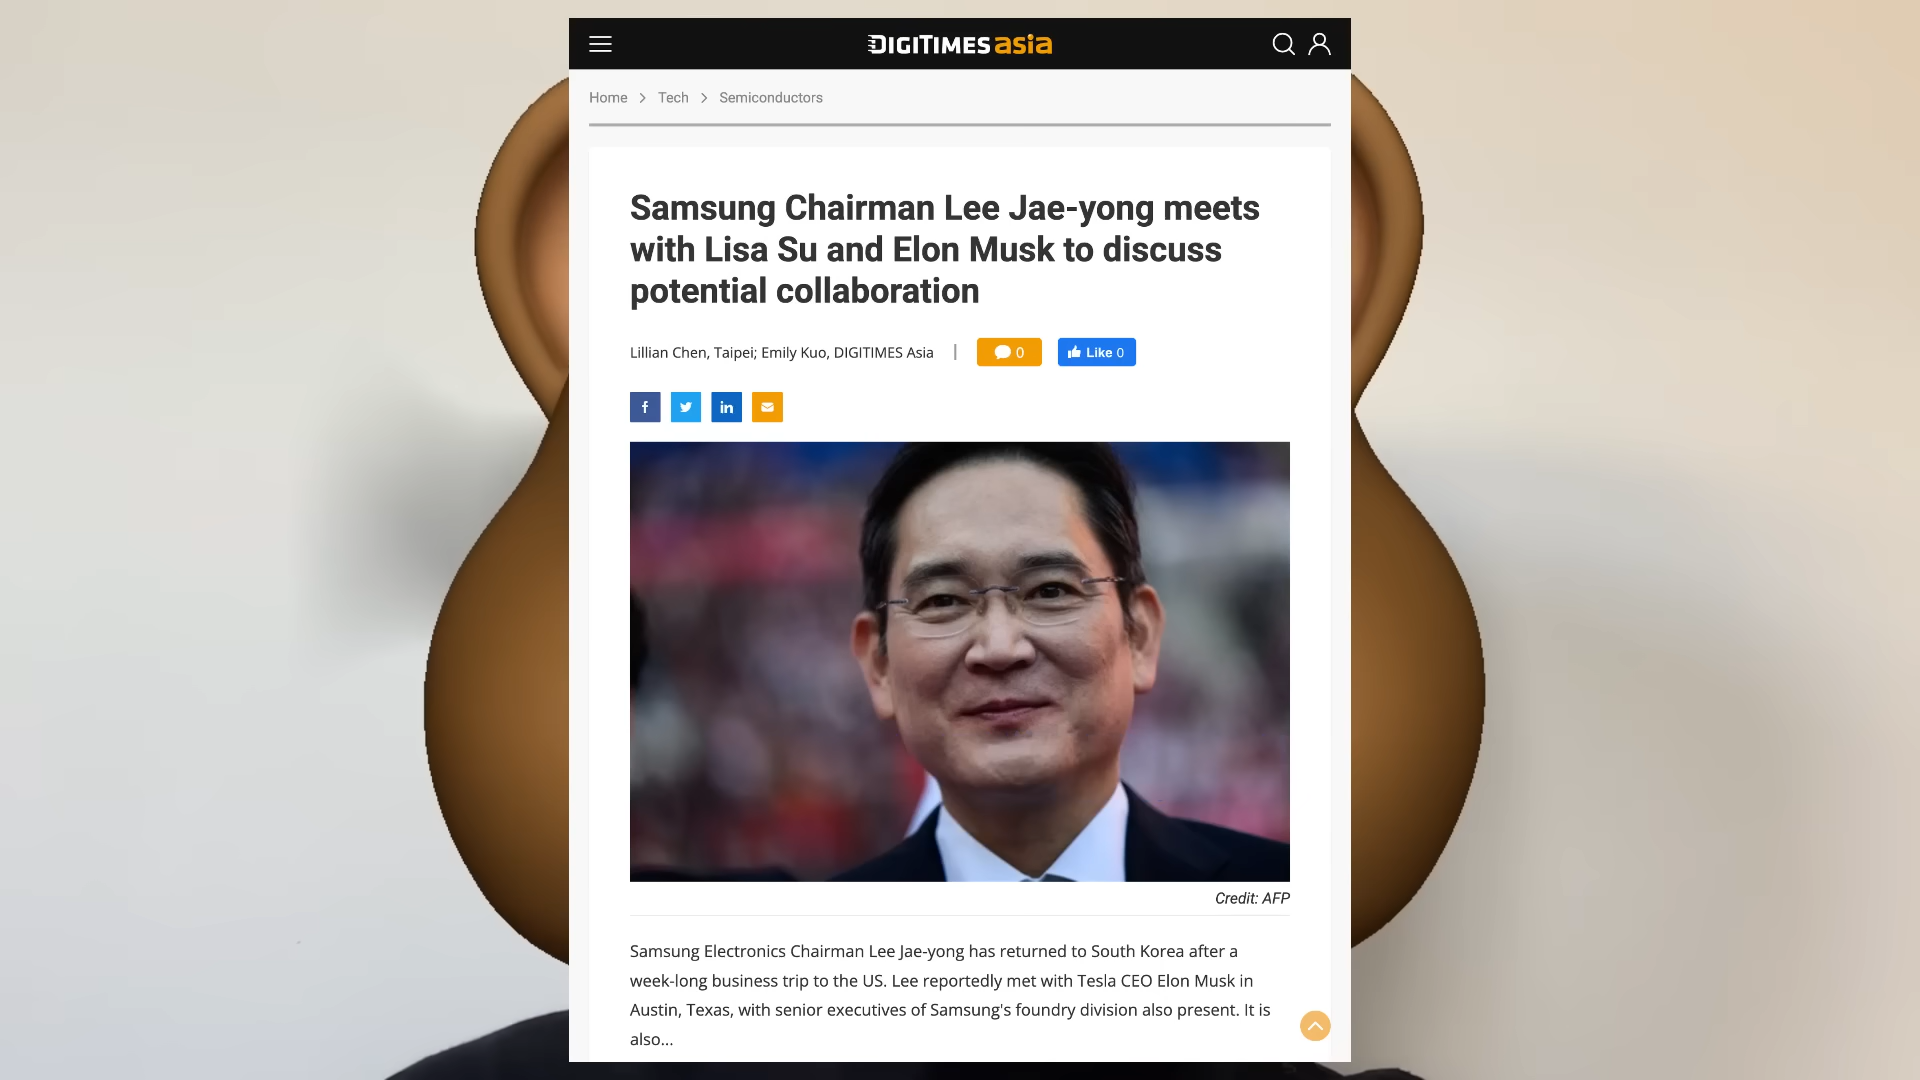 DIGITIMES asia
Home > Tech > Semiconductors
Samsung Chairman Lee Jae-yong meets
with Lisa Su and Elon Musk to discuss
potential collaboration
Lillian Chen, Taipei; Emily Kuo, DIGITIMES Asia | 0 Like 0
f in
Credit: AFP
Samsung Electronics Chairman Lee Jae-yong has returned to South Korea after a
week-long business trip to the US. Lee reportedly met with Tesla CEO Elon Musk in
Austin, Texas, with senior executives of Samsung's foundry division also present. It is
also...